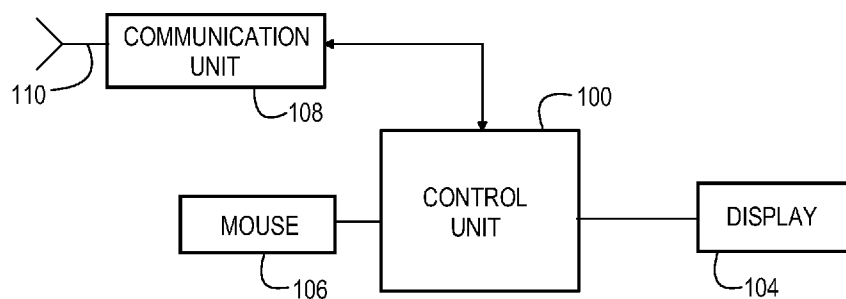 COMMUNICATION
UNIT
110
108
100
CONTROL
UNIT
MOUSE
DISPLAY
106
104